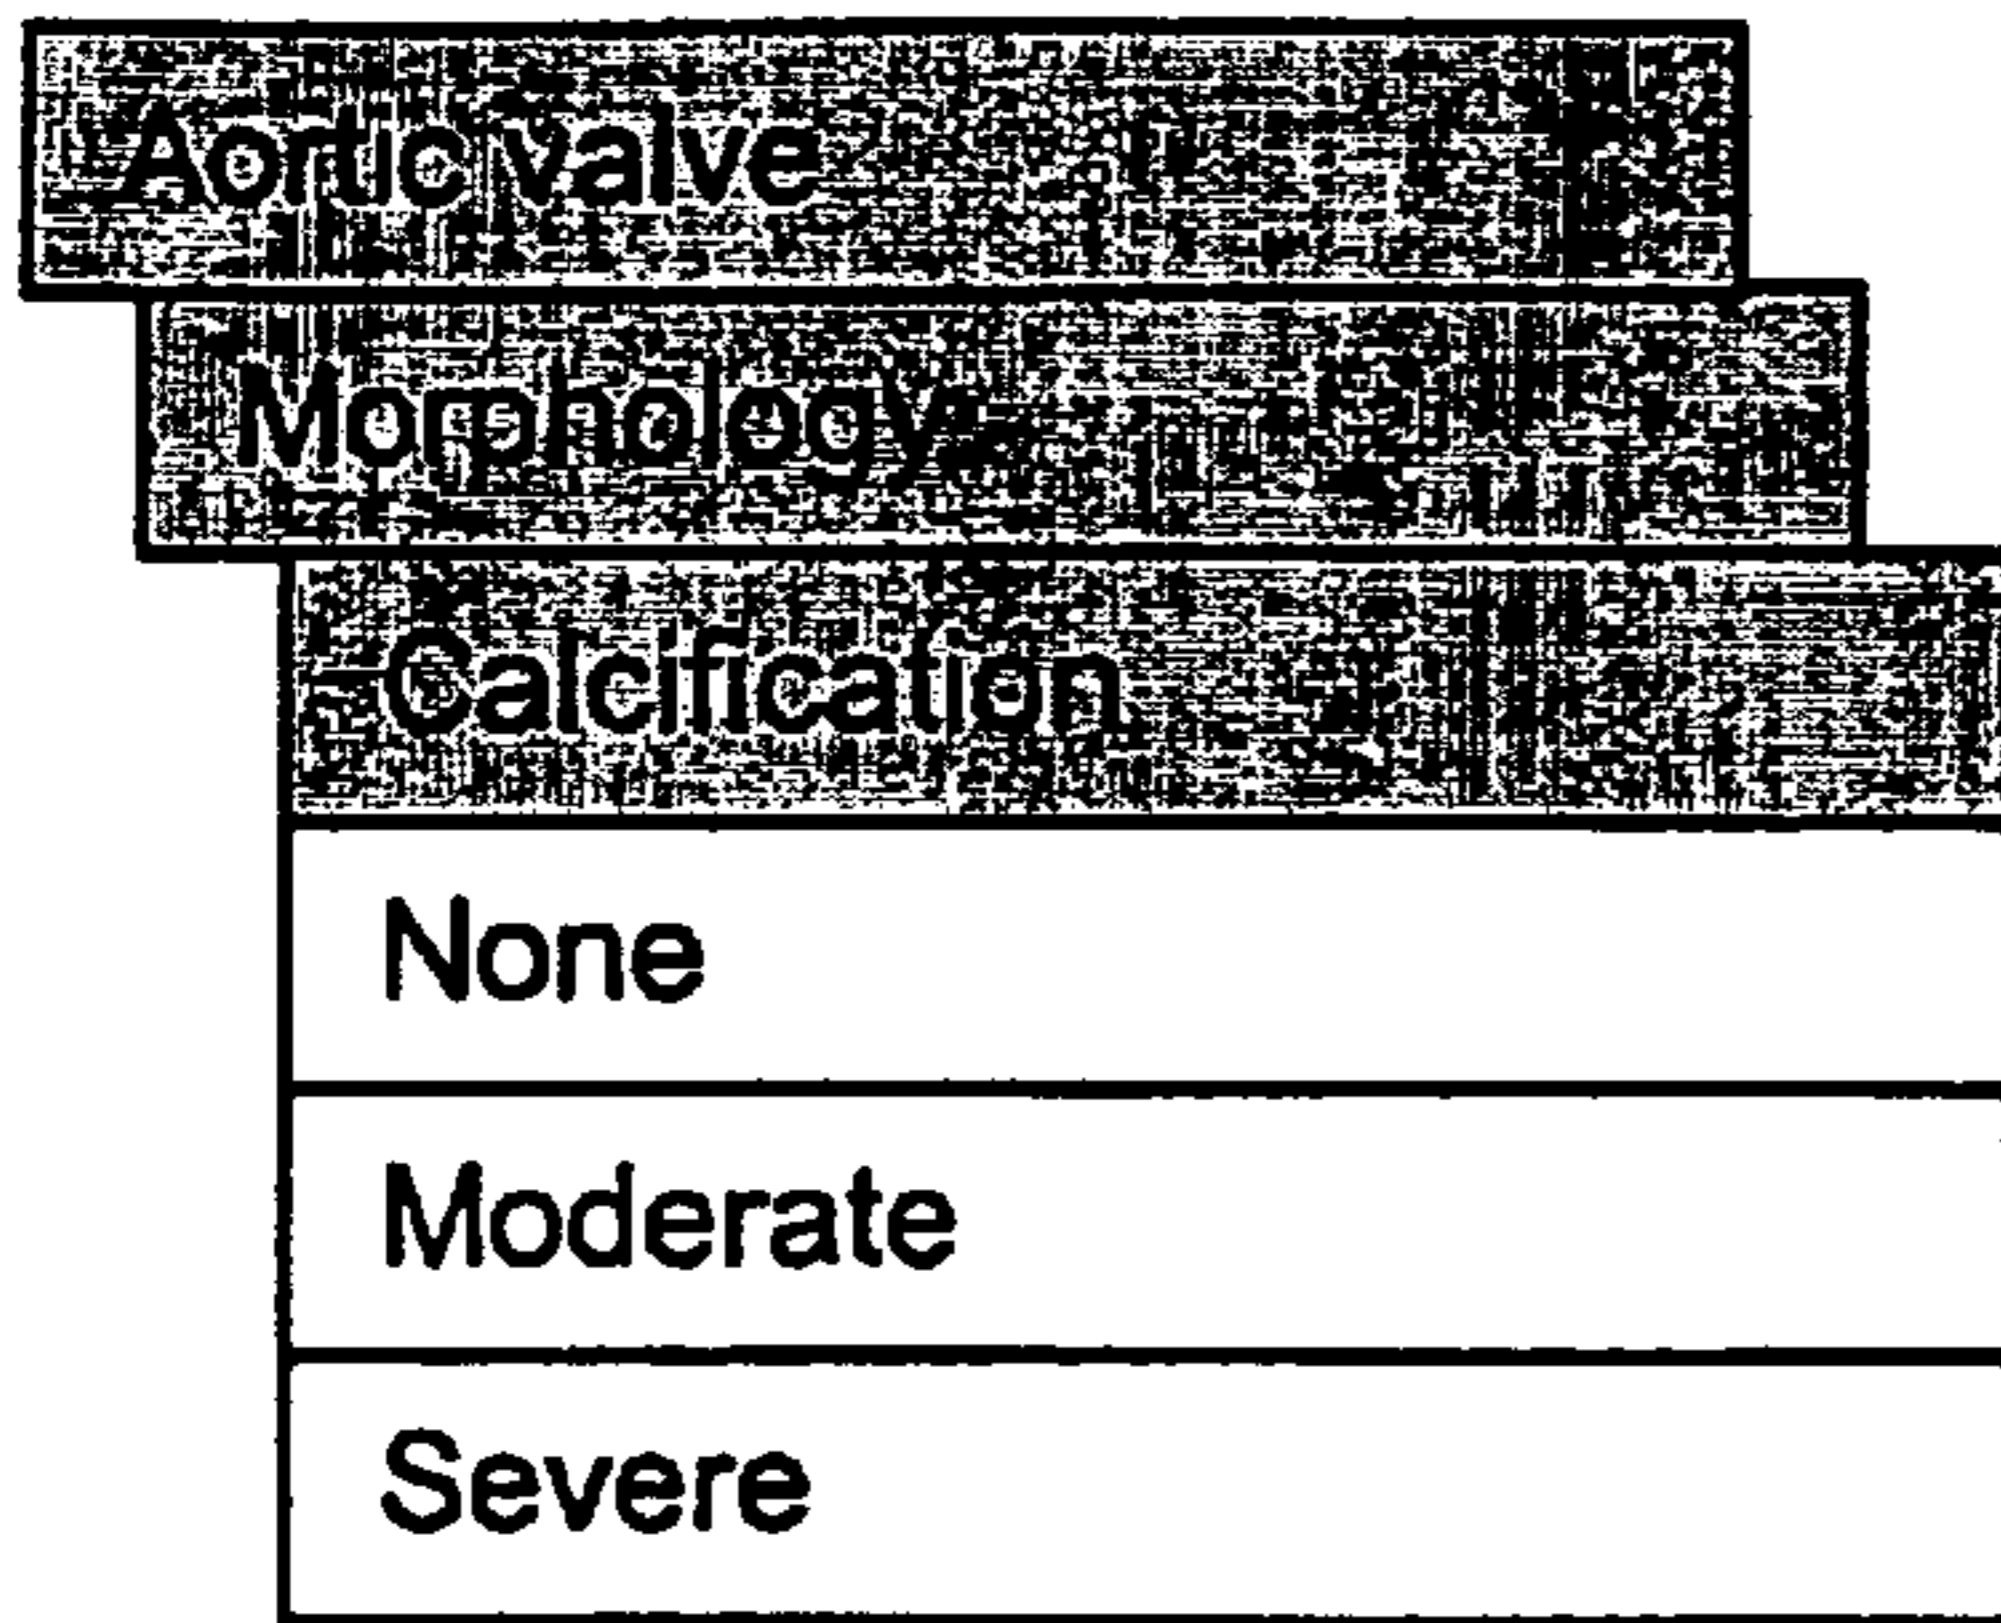 Aortic valve
Morphology
Calcification
None
Moderate
Severe